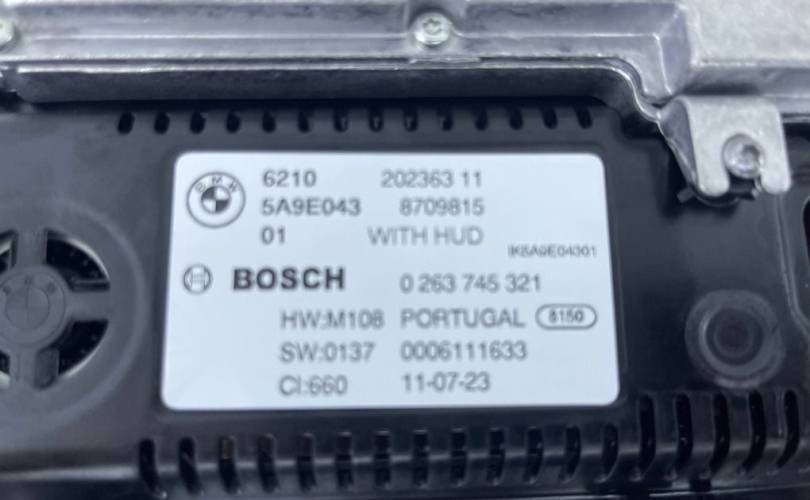 BMW
6210 202363 11
5A9E043 8709815
01 WITH HUD
IK5A9E04301
BOSCH 0 263 745 321
HW:M108 PORTUGAL 8150
SW:0137 0006111633
CI:660 11-07-23